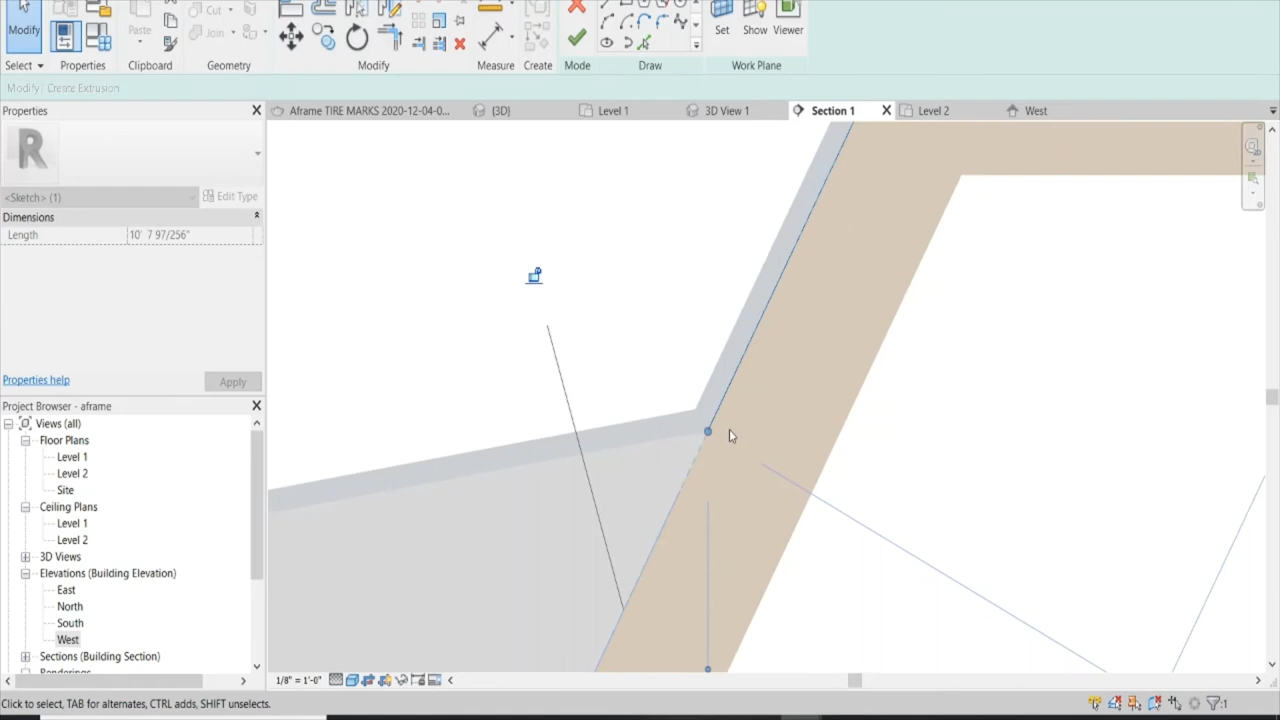 Modify
Cut
Paste
Join
Set
Show
Viewer
Select
Properties
Clipboard
Geometry
Modify
Measure
Create
Mode
Draw
Work Plane
Modify | Create Extrusion
Properties
Aframe TIRE MARKS 2020-12-04-0...
{3D}
Level 1
3D View 1
Section 1
Level 2
West
R
<Sketch> (1)
Edit Type
Dimensions
Length
10' 7 97/256"
Properties help
Apply
Project Browser - aframe
Views (all)
Floor Plans
Level 1
Level 2
Site
Ceiling Plans
Level 1
Level 2
3D Views
Elevations (Building Elevation)
East
North
South
West
Sections (Building Section)
1/8" = 1'-0"
Click to select, TAB for alternates, CTRL adds, SHIFT unselects.
:1